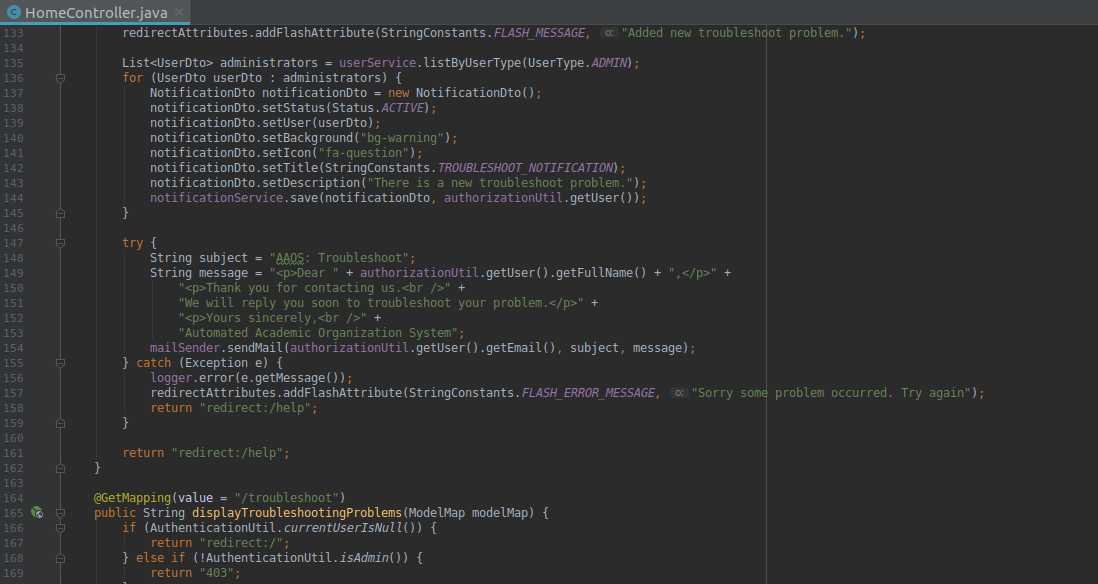 HomeController.java
133 redirectAttributes.addFlashAttribute(StringConstants.FLASH_MESSAGE, o: "Added new troubleshoot problem.");
134
135 List<UserDto> administrators = userService.listByUserType(UserType.ADMIN);
136 for (UserDto userDto : administrators) {
137 NotificationDto notificationDto = new NotificationDto();
138 notificationDto.setStatus(Status.ACTIVE);
139 notificationDto.setUser(userDto);
140 notificationDto.setBackground("bg-warning");
141 notificationDto.setIcon("fa-question");
142 notificationDto.setTitle(StringConstants.TROUBLESHOOT_NOTIFICATION);
143 notificationDto.setDescription("There is a new troubleshoot problem.");
144 notificationService.save(notificationDto, authorizationUtil.getUser());
145 }
146
147 try {
148 String subject = "AAOS: Troubleshoot";
149 String message = "<p>Dear " + authorizationUtil.getUser().getFullName() + ",</p>" +
150 "<p>Thank you for contacting us.<br />" +
151 "We will reply you soon to troubleshoot your problem.</p>" +
152 "<p>Yours sincerely,<br />" +
153 "Automated Academic Organization System";
154 mailSender.sendMail(authorizationUtil.getUser().getEmail(), subject, message);
155 } catch (Exception e) {
156 logger.error(e.getMessage());
157 redirectAttributes.addFlashAttribute(StringConstants.FLASH_ERROR_MESSAGE, o: "Sorry some problem occurred. Try again");
158 return "redirect:/help";
159 }
160
161 return "redirect:/help";
162 }
163
164 @GetMapping(value = "/troubleshoot")
165 public String displayTroubleshootingProblems(ModelMap modelMap) {
166 if (AuthenticationUtil.currentUserIsNull()) {
167 return "redirect:/";
168 } else if (!AuthenticationUtil.isAdmin()) {
169 return "403";